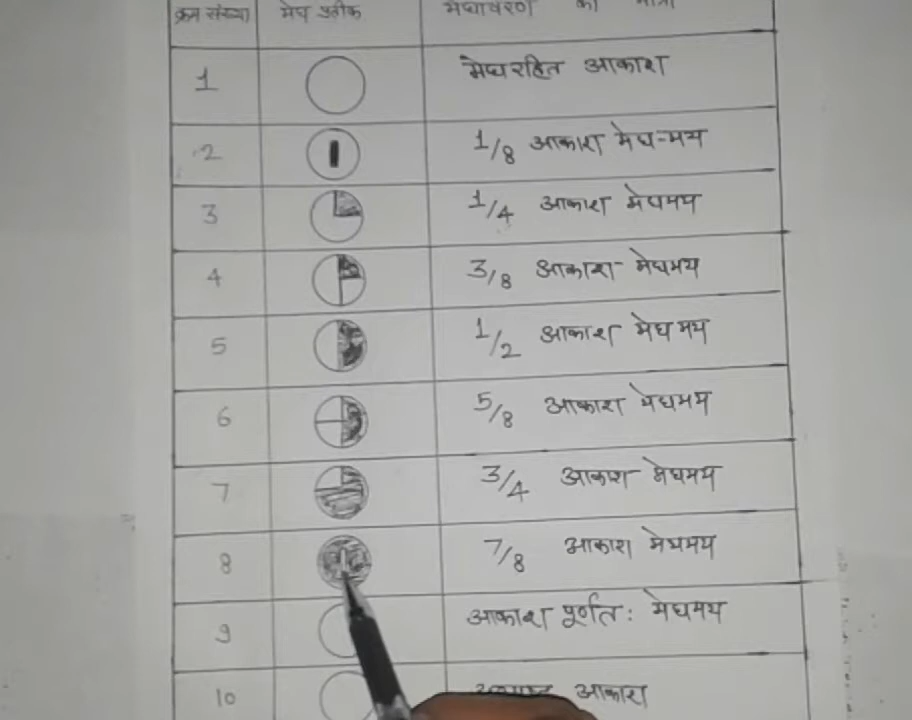 क्रम संख्या मेघ प्रतीक मेघावरण की मात्रा
1 मेघरहित आकाश
2 1/8 आकाश मेघ-मय
3 1/4 आकाश मेघमय
4 3/8 आकाश मेघमय
5 1/2 आकाश मेघमय
6 5/8 आकाश मेघमय
7 3/4 आकाश मेघमय
8 7/8 आकाश मेघमय
9 आकाश पूर्णत: मेघमय
10 आकाश